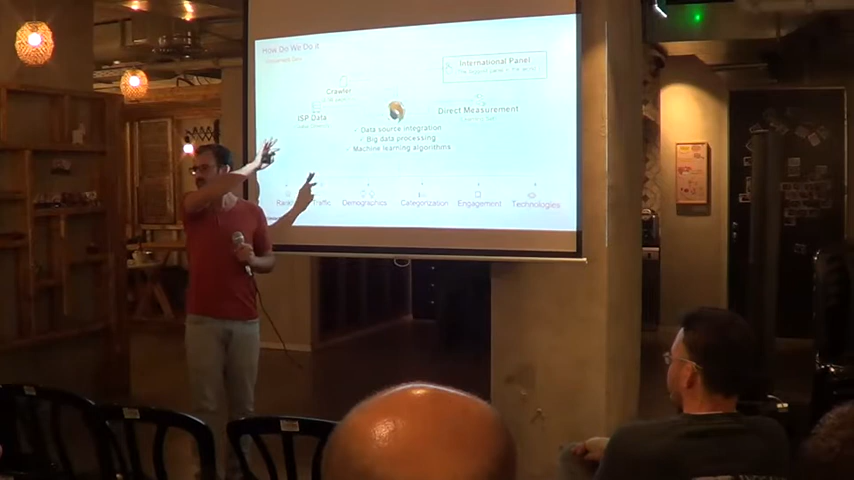 How Do We Do it
International Panel
Crawler
ISP Data
Direct Measurement
Data source integration
Big data processing
Machine learning algorithms
Traffic
Demographics
Categorization
Engagement
Technologies